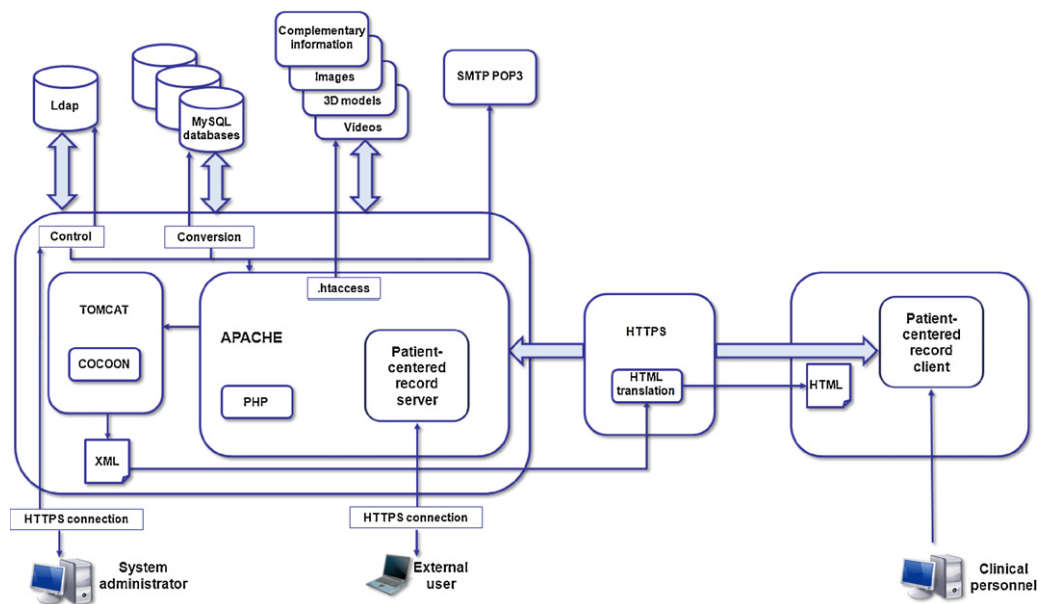 Complementary
information
Images
3D models
Videos
SMTP POP3
Ldap
MySQL
databases
Control
Conversion
.htaccess
TOMCAT
COCOON
APACHE
PHP
Patient-
centered
record
server
XML
HTTPS
HTML
translation
HTML
Patient-
centered
record
client
HTTPS connection
HTTPS connection
System
administrator
External
user
Clinical
personnel